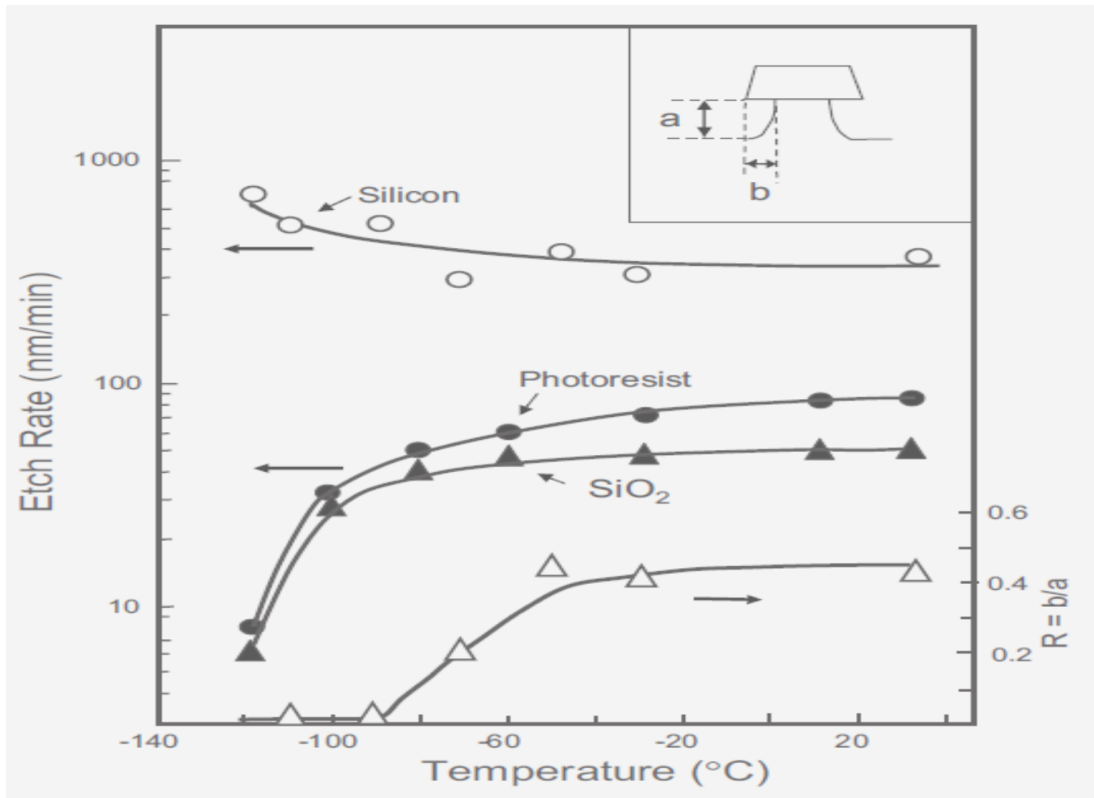 a
b
1000
Silicon
Etch Rate (nm/min)
100
Photoresist
SiO₂
0.6
10
0.4
R = b/a
0.2
-140
-100
-60
-20
20
Temperature (°C)